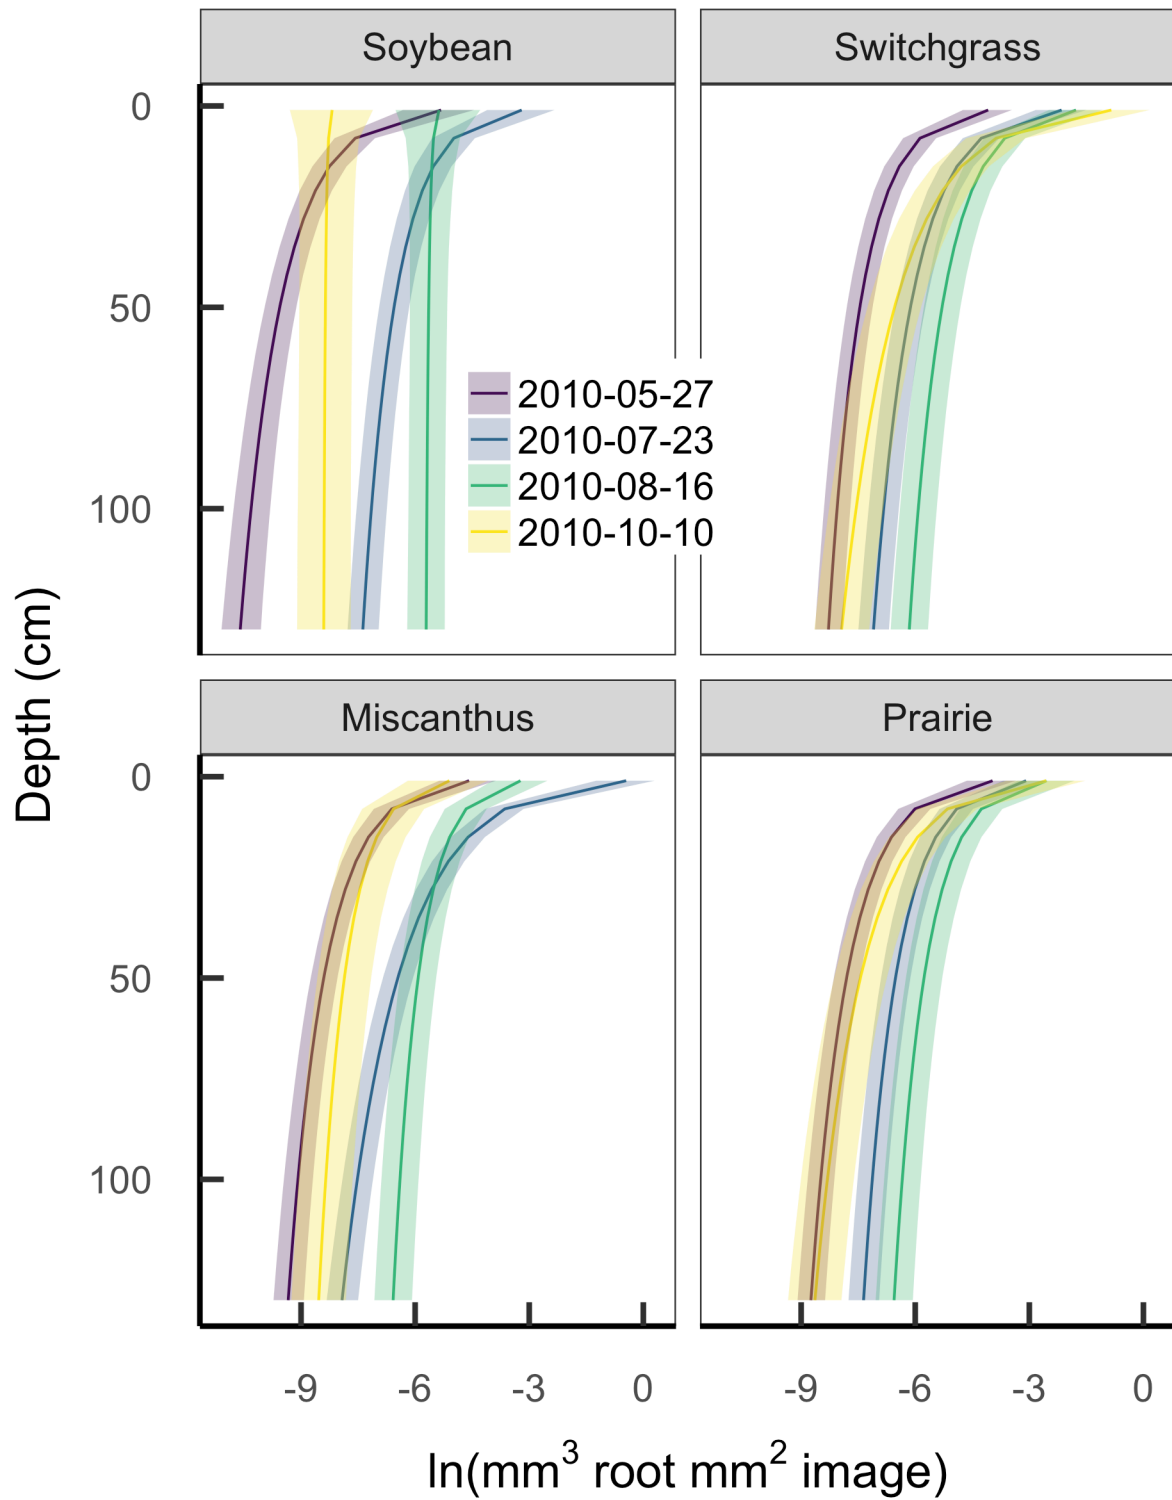 Soybean
Switchgrass
0
50
100
2010-05-27
2010-07-23
2010-08-16
2010-10-10
Depth (cm)
Miscanthus
Prairie
0
50
100
-9 -6 -3 0
-9 -6 -3 0
ln(mm³ root mm² image)